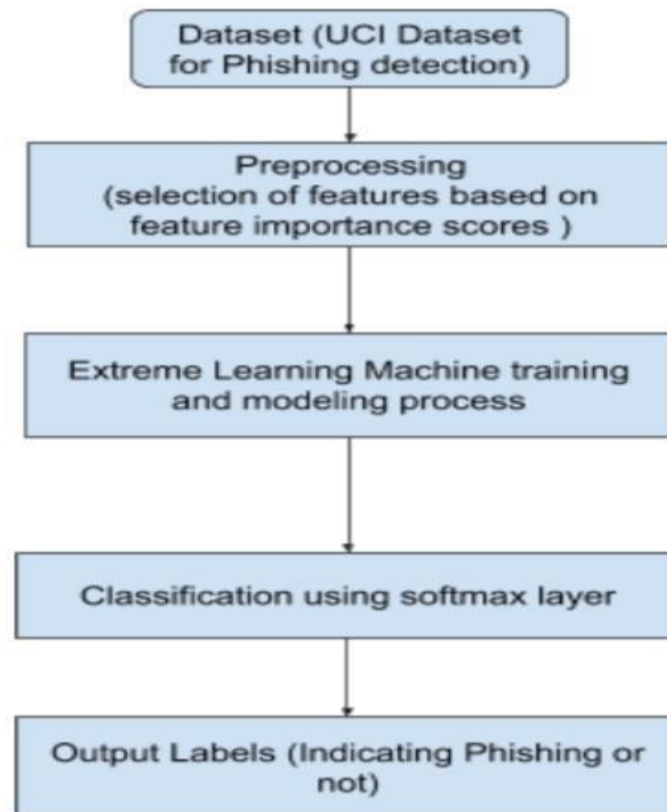 Dataset (UCI Dataset
for Phishing detection)
Preprocessing
(selection of features based on
feature importance scores )
Extreme Learning Machine training
and modeling process
Classification using softmax layer
Output Labels (Indicating Phishing or
not)